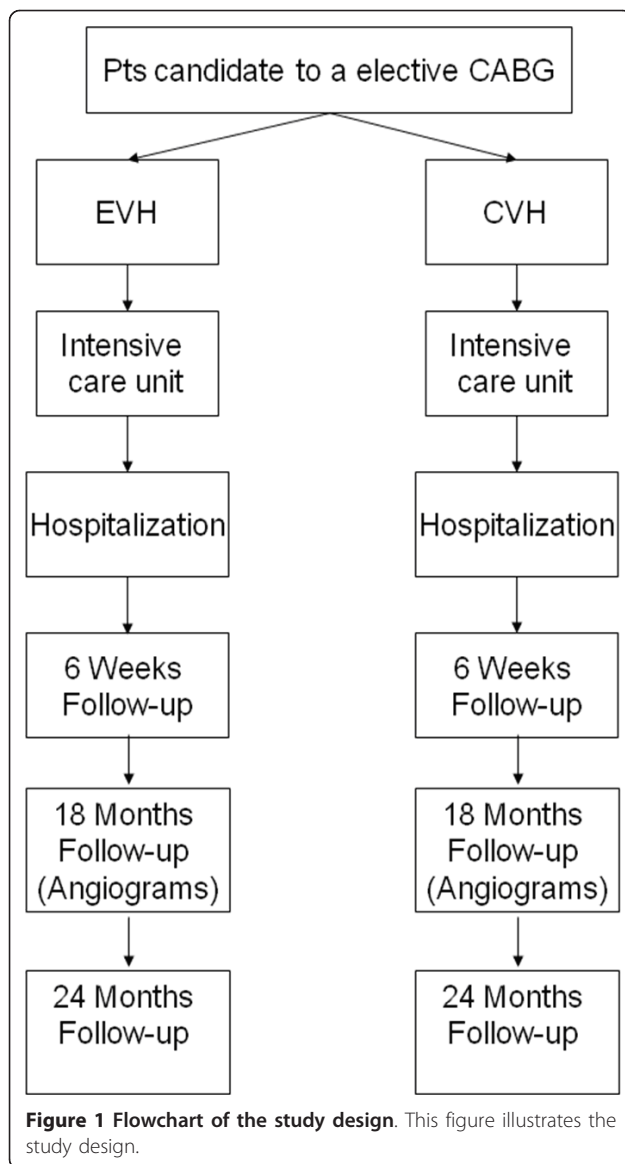 Pts candidate to a elective CABG
EVH
CVH
Intensive
care unit
Intensive
care unit
Hospitalization
Hospitalization
6 Weeks
Follow-up
6 Weeks
Follow-up
18 Months
Follow-up
(Angiograms)
18 Months
Follow-up
(Angiograms)
24 Months
Follow-up
24 Months
Follow-up
Figure 1 Flowchart of the study design. This figure illustrates the
study design.